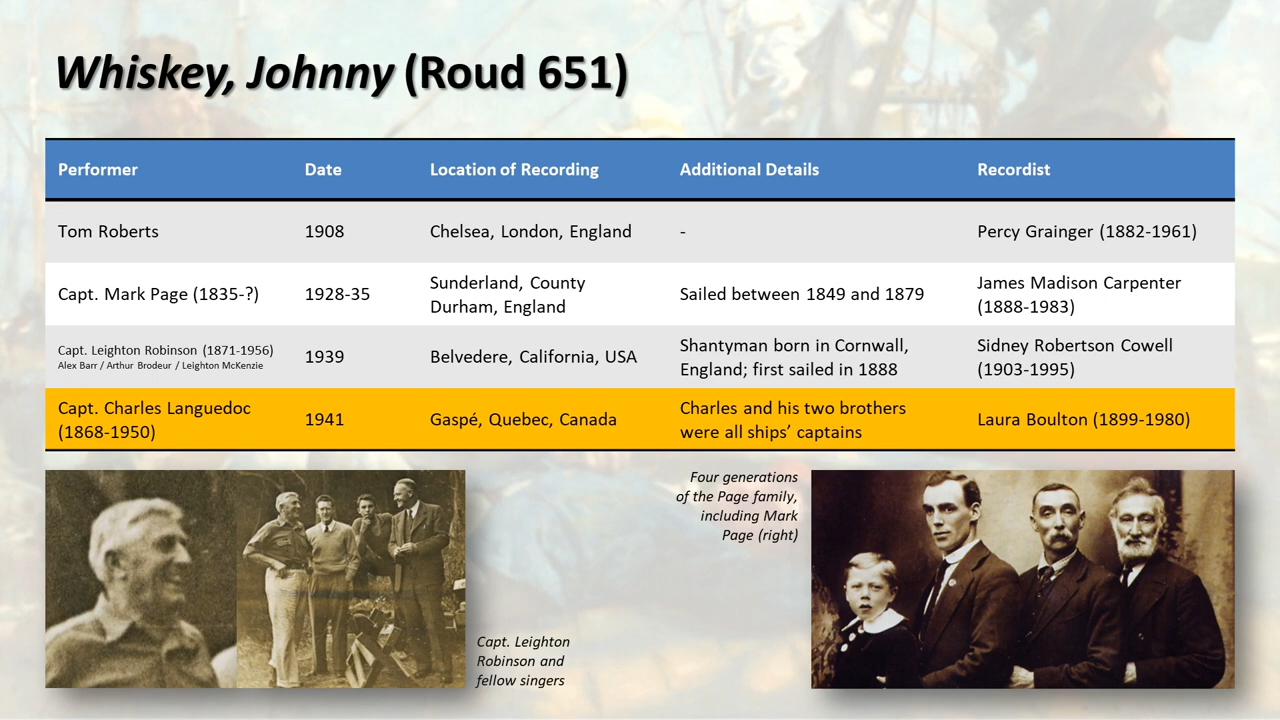 Whiskey, Johnny (Roud 651)
Performer Date Location of Recording Additional Details Recordist
Tom Roberts 1908 Chelsea, London, England - Percy Grainger (1882-1961)
Capt. Mark Page (1835-?) 1928-35 Sunderland, County
Durham, England Sailed between 1849 and 1879 James Madison Carpenter
(1888-1983)
Capt. Leighton Robinson (1871-1956)
Alex Barr / Arthur Brodeur / Leighton McKenzie 1939 Belvedere, California, USA Shantyman born in Cornwall,
England; first sailed in 1888 Sidney Robertson Cowell
(1903-1995)
Capt. Charles Languedoc
(1868-1950) 1941 Gaspé, Quebec, Canada Charles and his two brothers
were all ships’ captains Laura Boulton (1899-1980)
Four generations
of the Page family,
including Mark
Page (right)
Capt. Leighton
Robinson and
fellow singers